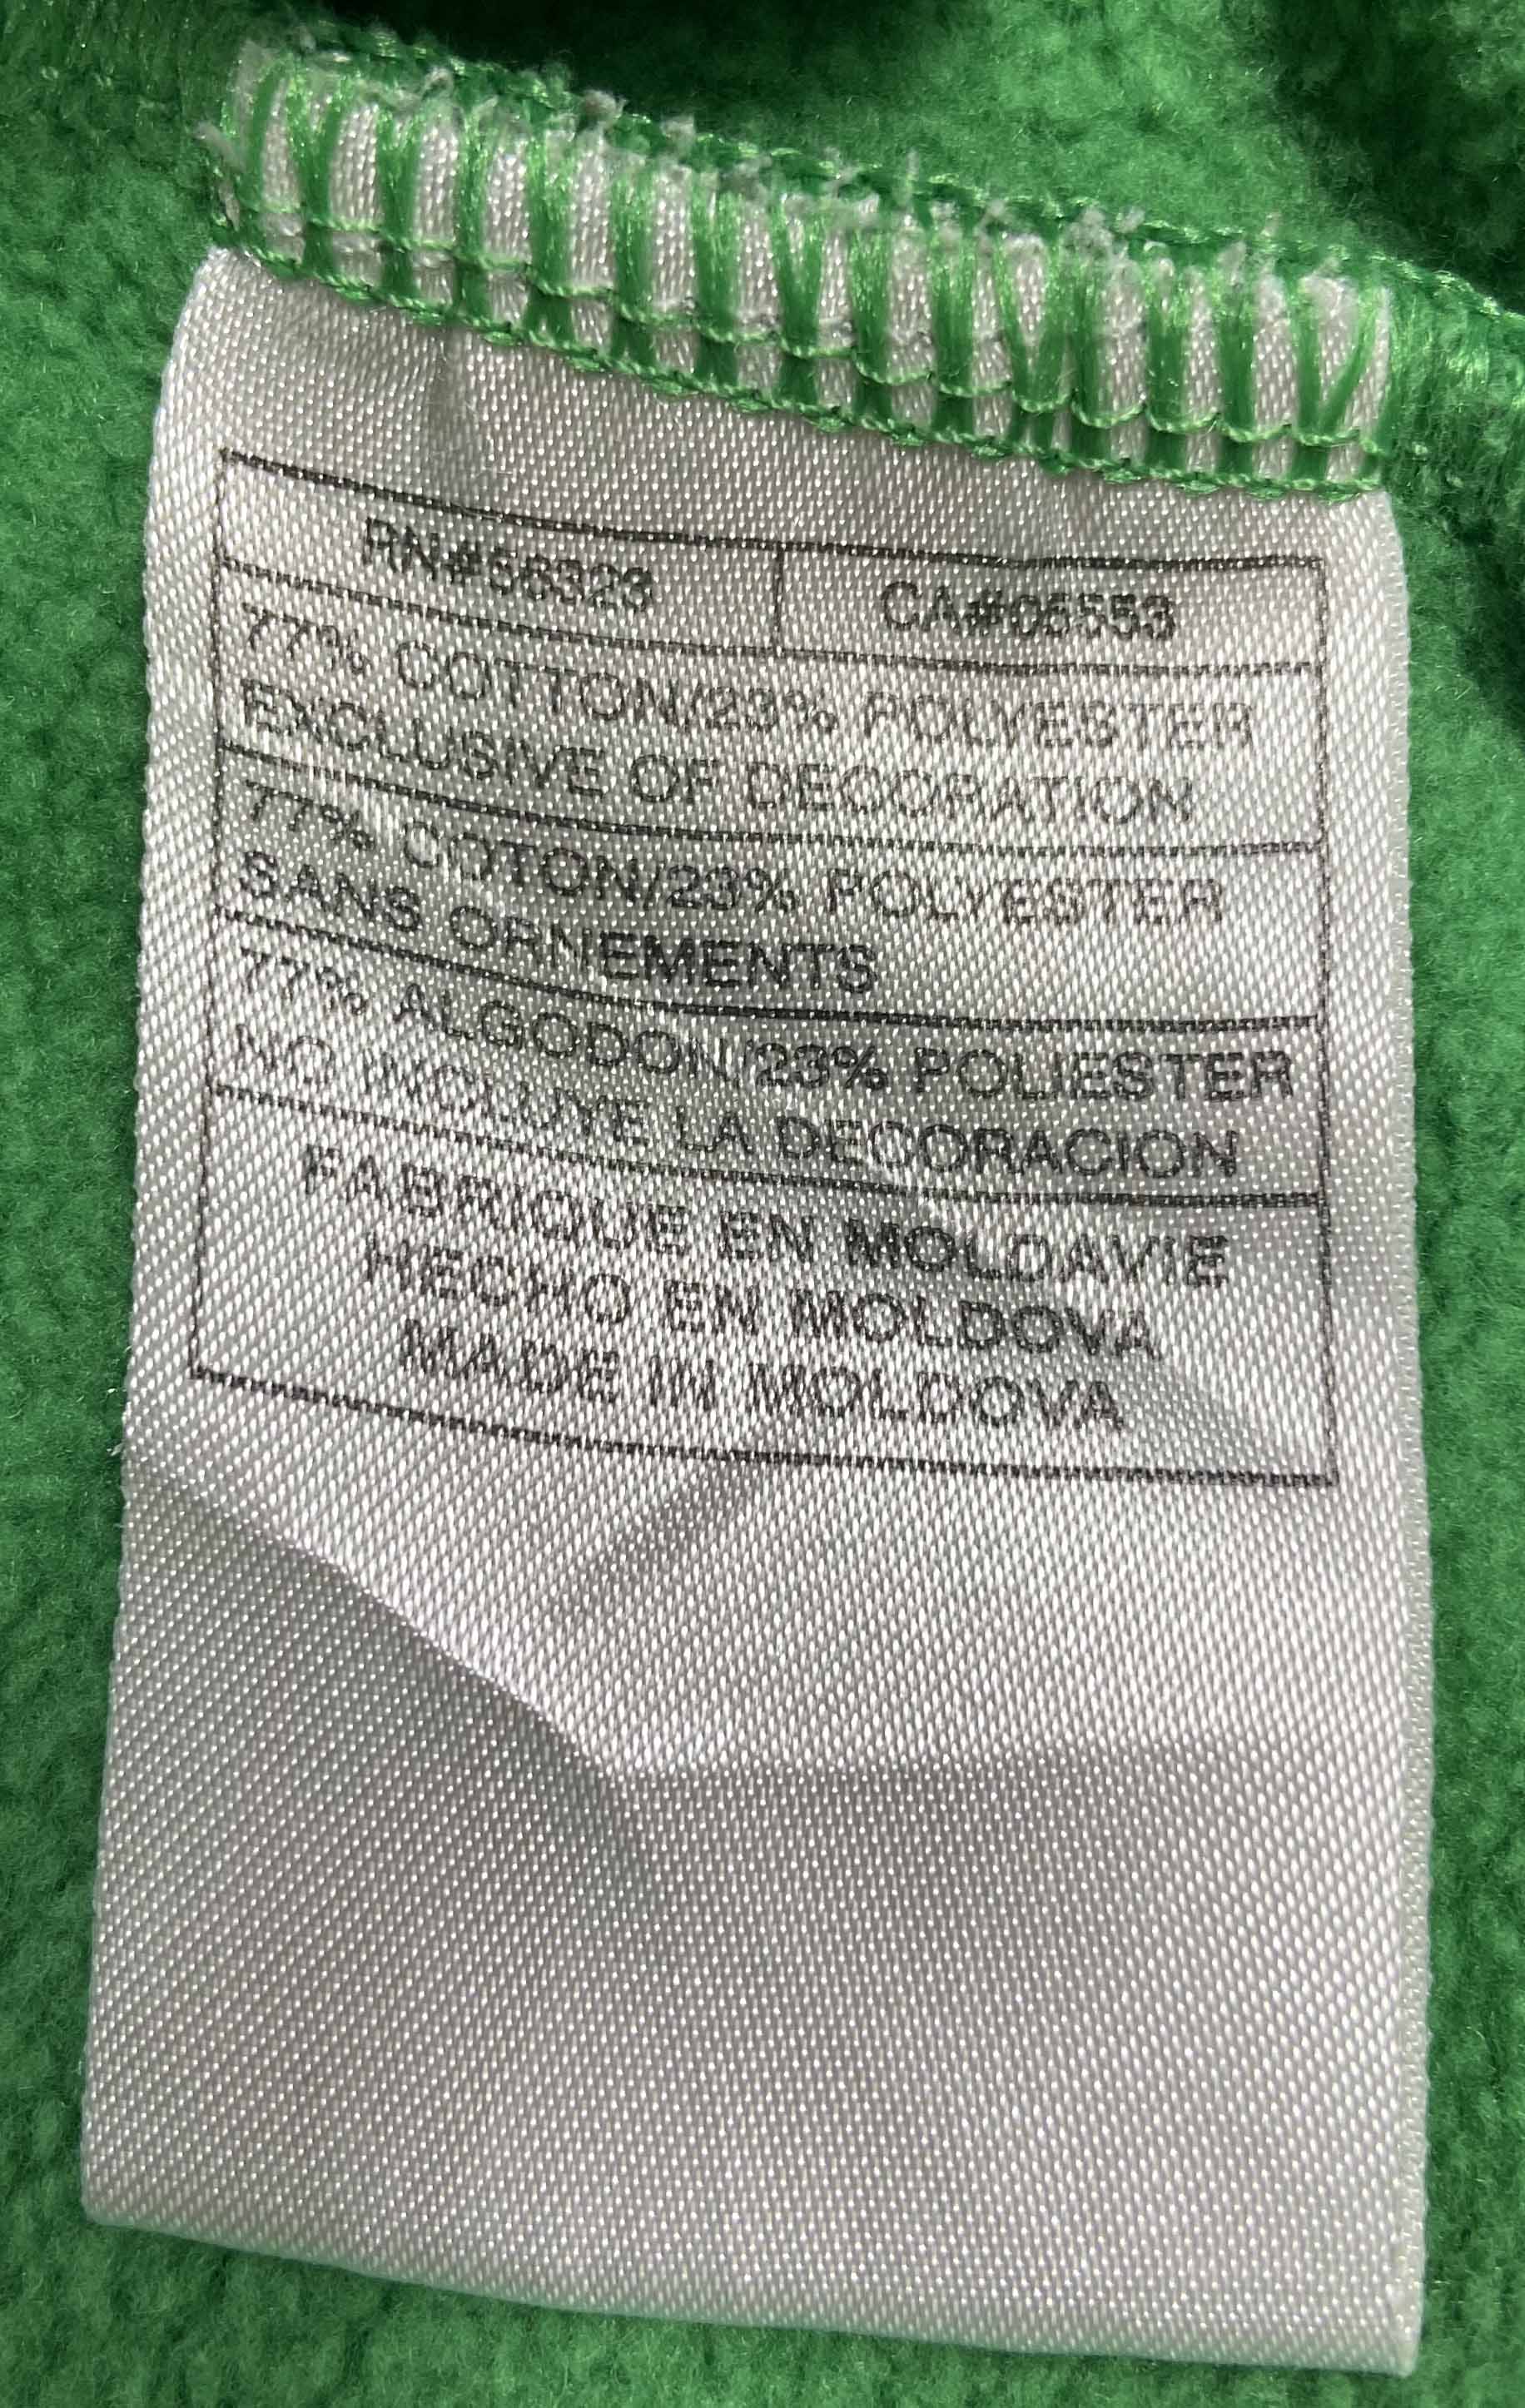 RN#56323 CA#05553
77% COTTON/23% POLYESTER
EXCLUSIVE OF DECORATION
77% COTON/23% POLYESTER
SANS ORNEMENTS
77% ALGODON/23% POLIESTER
NO INCLUYE LA DECORACION
FABRIQUE EN MOLDAVIE
HECHO EN MOLDOVA
MADE IN MOLDOVA